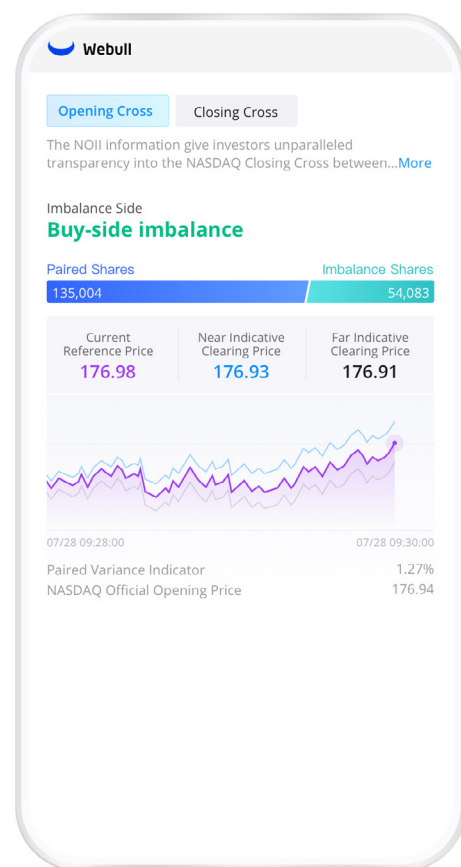 Webull
Opening Cross Closing Cross
The NOII information give investors unparalleled
transparency into the NASDAQ Closing Cross between...More
Imbalance Side
Buy-side imbalance
Paired Shares Imbalance Shares
135,004 54,083
Current Near Indicative Far Indicative
Reference Price Clearing Price Clearing Price
176.98 176.93 176.91
07/28 09:28:00 07/28 09:30:00
Paired Variance Indicator 1.27%
NASDAQ Official Opening Price 176.94